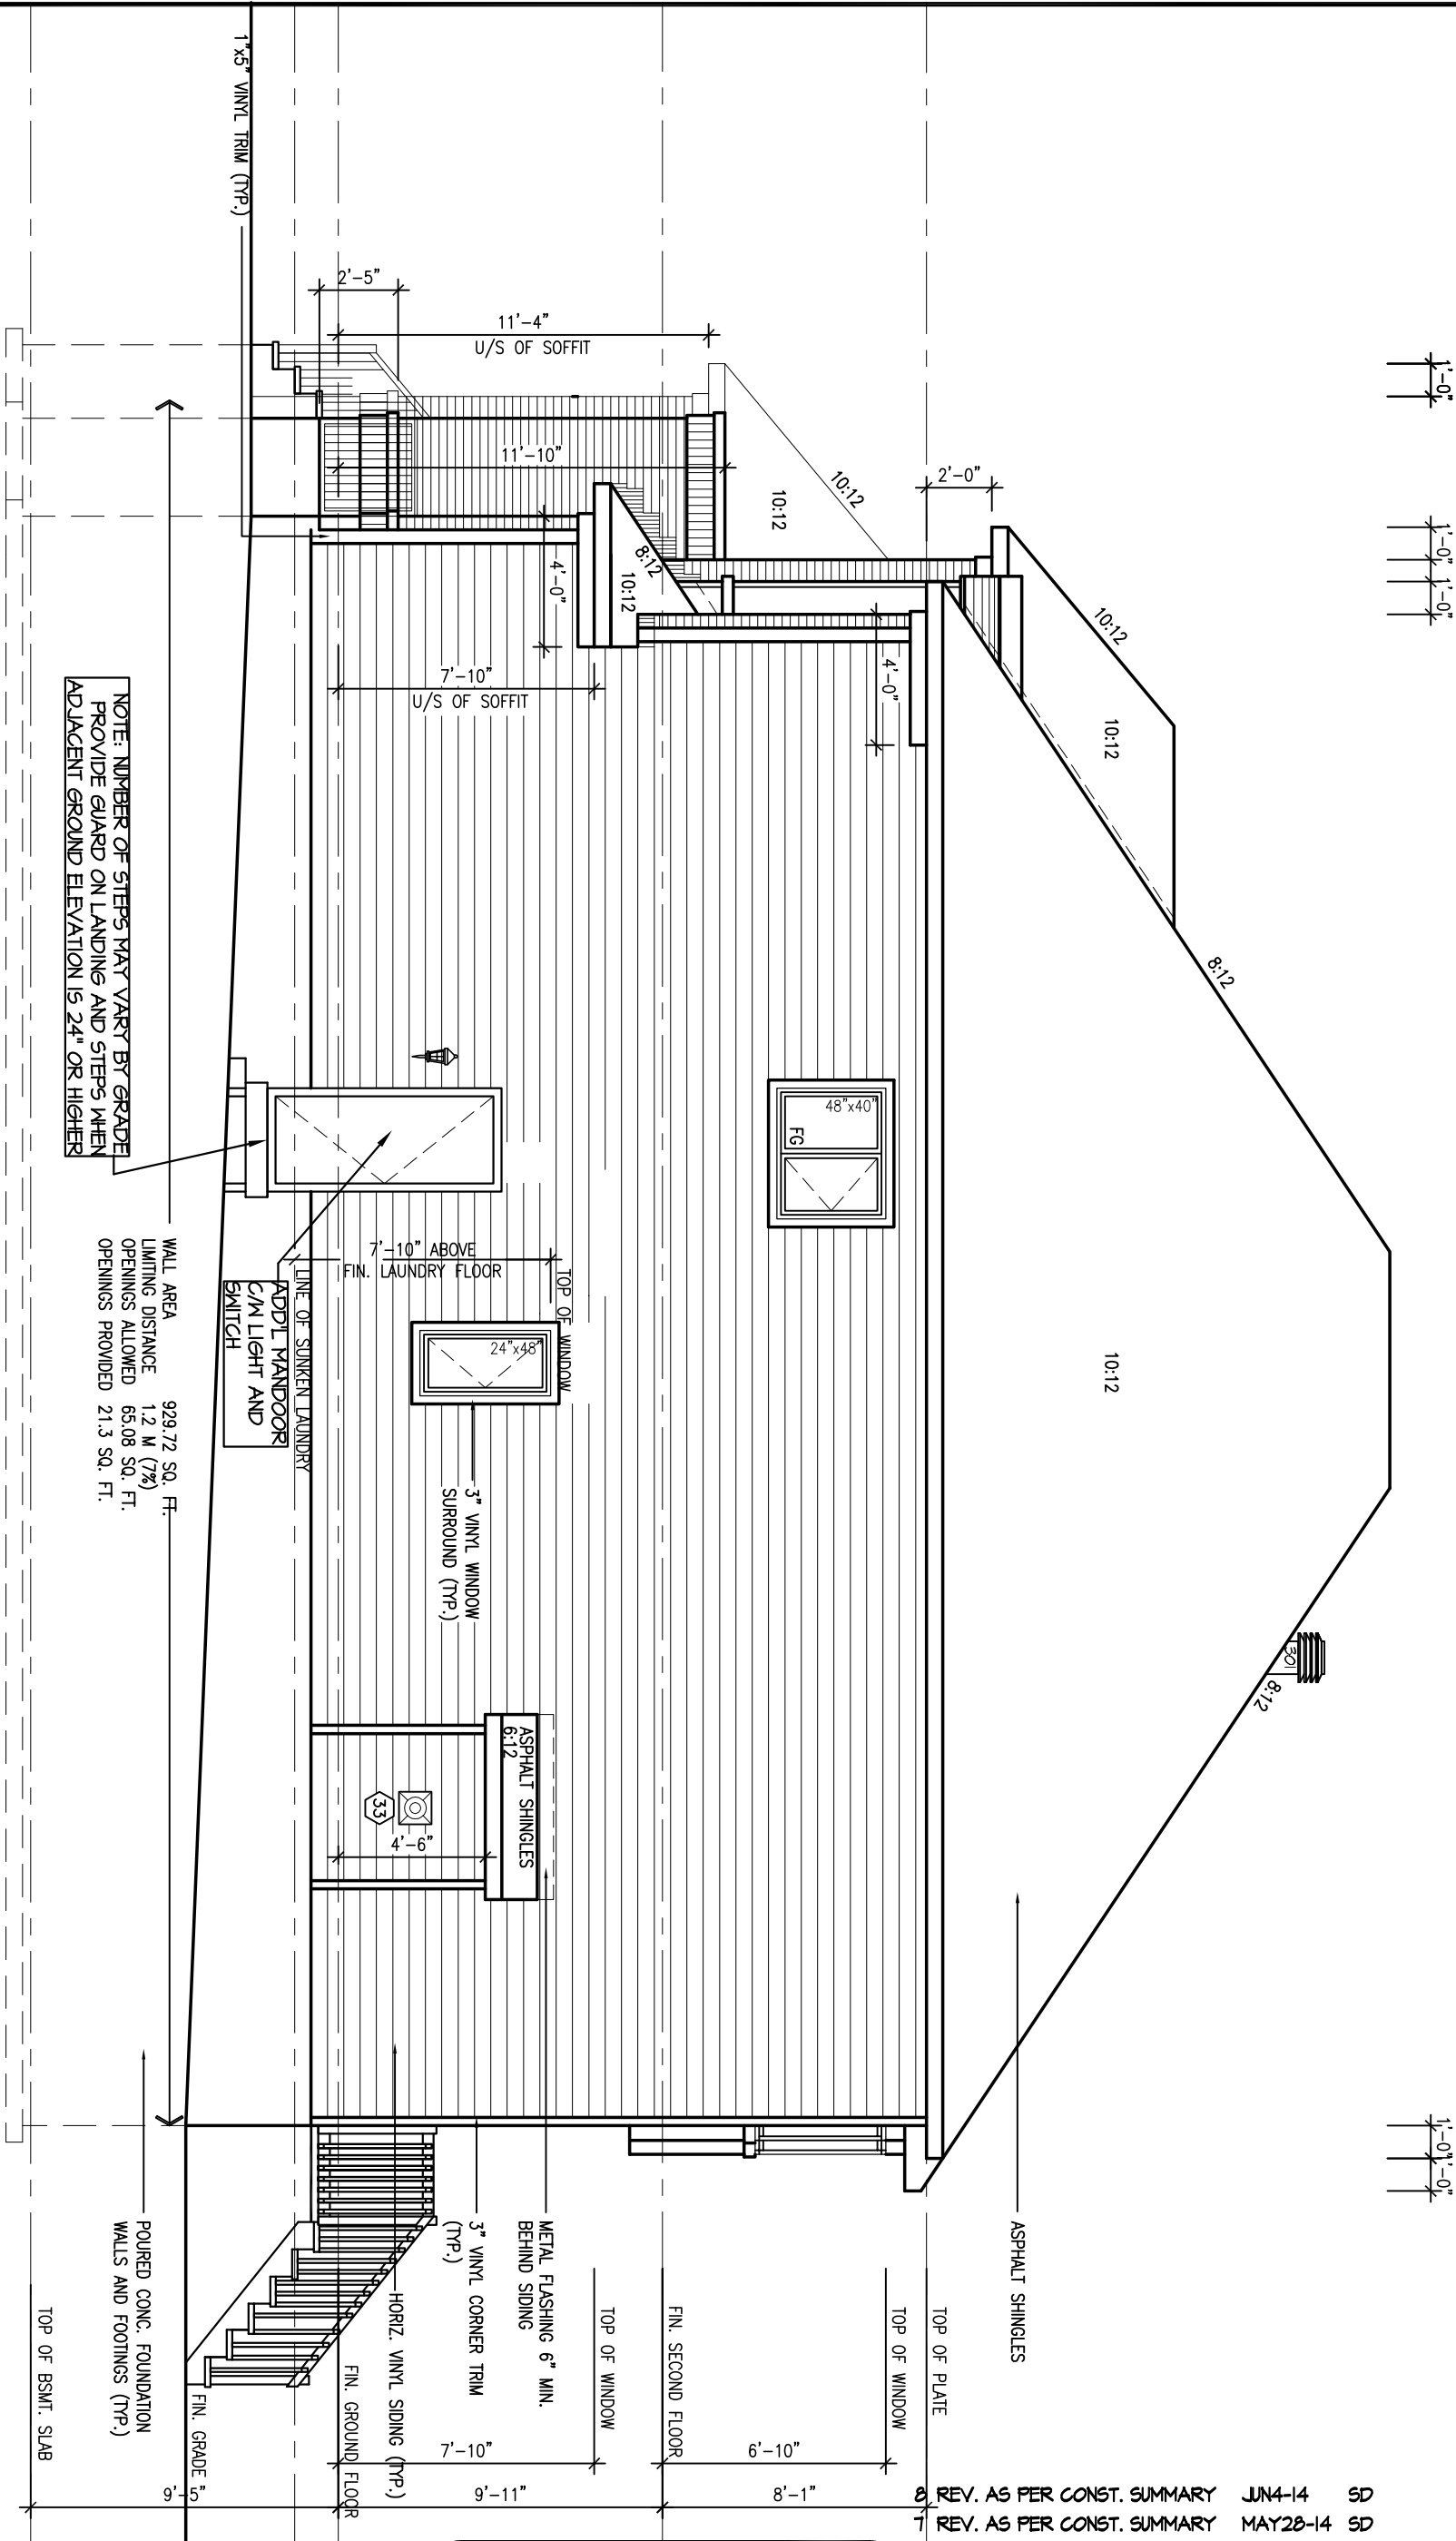 1'-0"
1'-0"
1'-0"
1'-0"
1'-0"
ASPHALT SHINGLES
301
8:12
8:12
10:12
10:12
10:12
2'-0"
10:12
10:12
TOP OF PLATE
TOP OF WINDOW
4'-0"
48"x40"
FG
11'-4"
U/S OF SOFFIT
11'-10"
8:12
10:12
4'-0"
FIN. SECOND FLOOR
TOP OF WINDOW
7'-10"
U/S OF SOFFIT
7'-10" ABOVE
FIN. LAUNDRY FLOOR
TOP OF WINDOW
24"x48"
3" VINYL WINDOW
SURROUND (TYP.)
ASPHALT SHINGLES
6:12
33
4'-6"
METAL FLASHING 6" MIN.
BEHIND SIDING
3" VINYL CORNER TRIM
(TYP.)
HORIZ. VINYL SIDING (TYP.)
FIN. GROUND FLOOR
2'-5"
1"x5" VINYL TRIM (TYP.)
LINE OF SUNKEN LAUNDRY
ADD'L MANDOOR
C/W LIGHT AND
SWITCH
FIN. GRADE
POURED CONC. FOUNDATION
WALLS AND FOOTINGS (TYP.)
TOP OF BSMT. SLAB
WALL AREA 929.72 SQ. FT.
LIMITING DISTANCE 1.2 M (7%)
OPENINGS ALLOWED 65.08 SQ. FT.
OPENINGS PROVIDED 21.3 SQ. FT.
NOTE: NUMBER OF STEPS MAY VARY BY GRADE
PROVIDE GUARD ON LANDING AND STEPS WHEN
ADJACENT GROUND ELEVATION IS 24" OR HIGHER
6'-10"
7'-10"
8'-1"
9'-11"
9'-5"
8 REV. AS PER CONST. SUMMARY JUN4-14 SD
7 REV. AS PER CONST. SUMMARY MAY28-14 SD